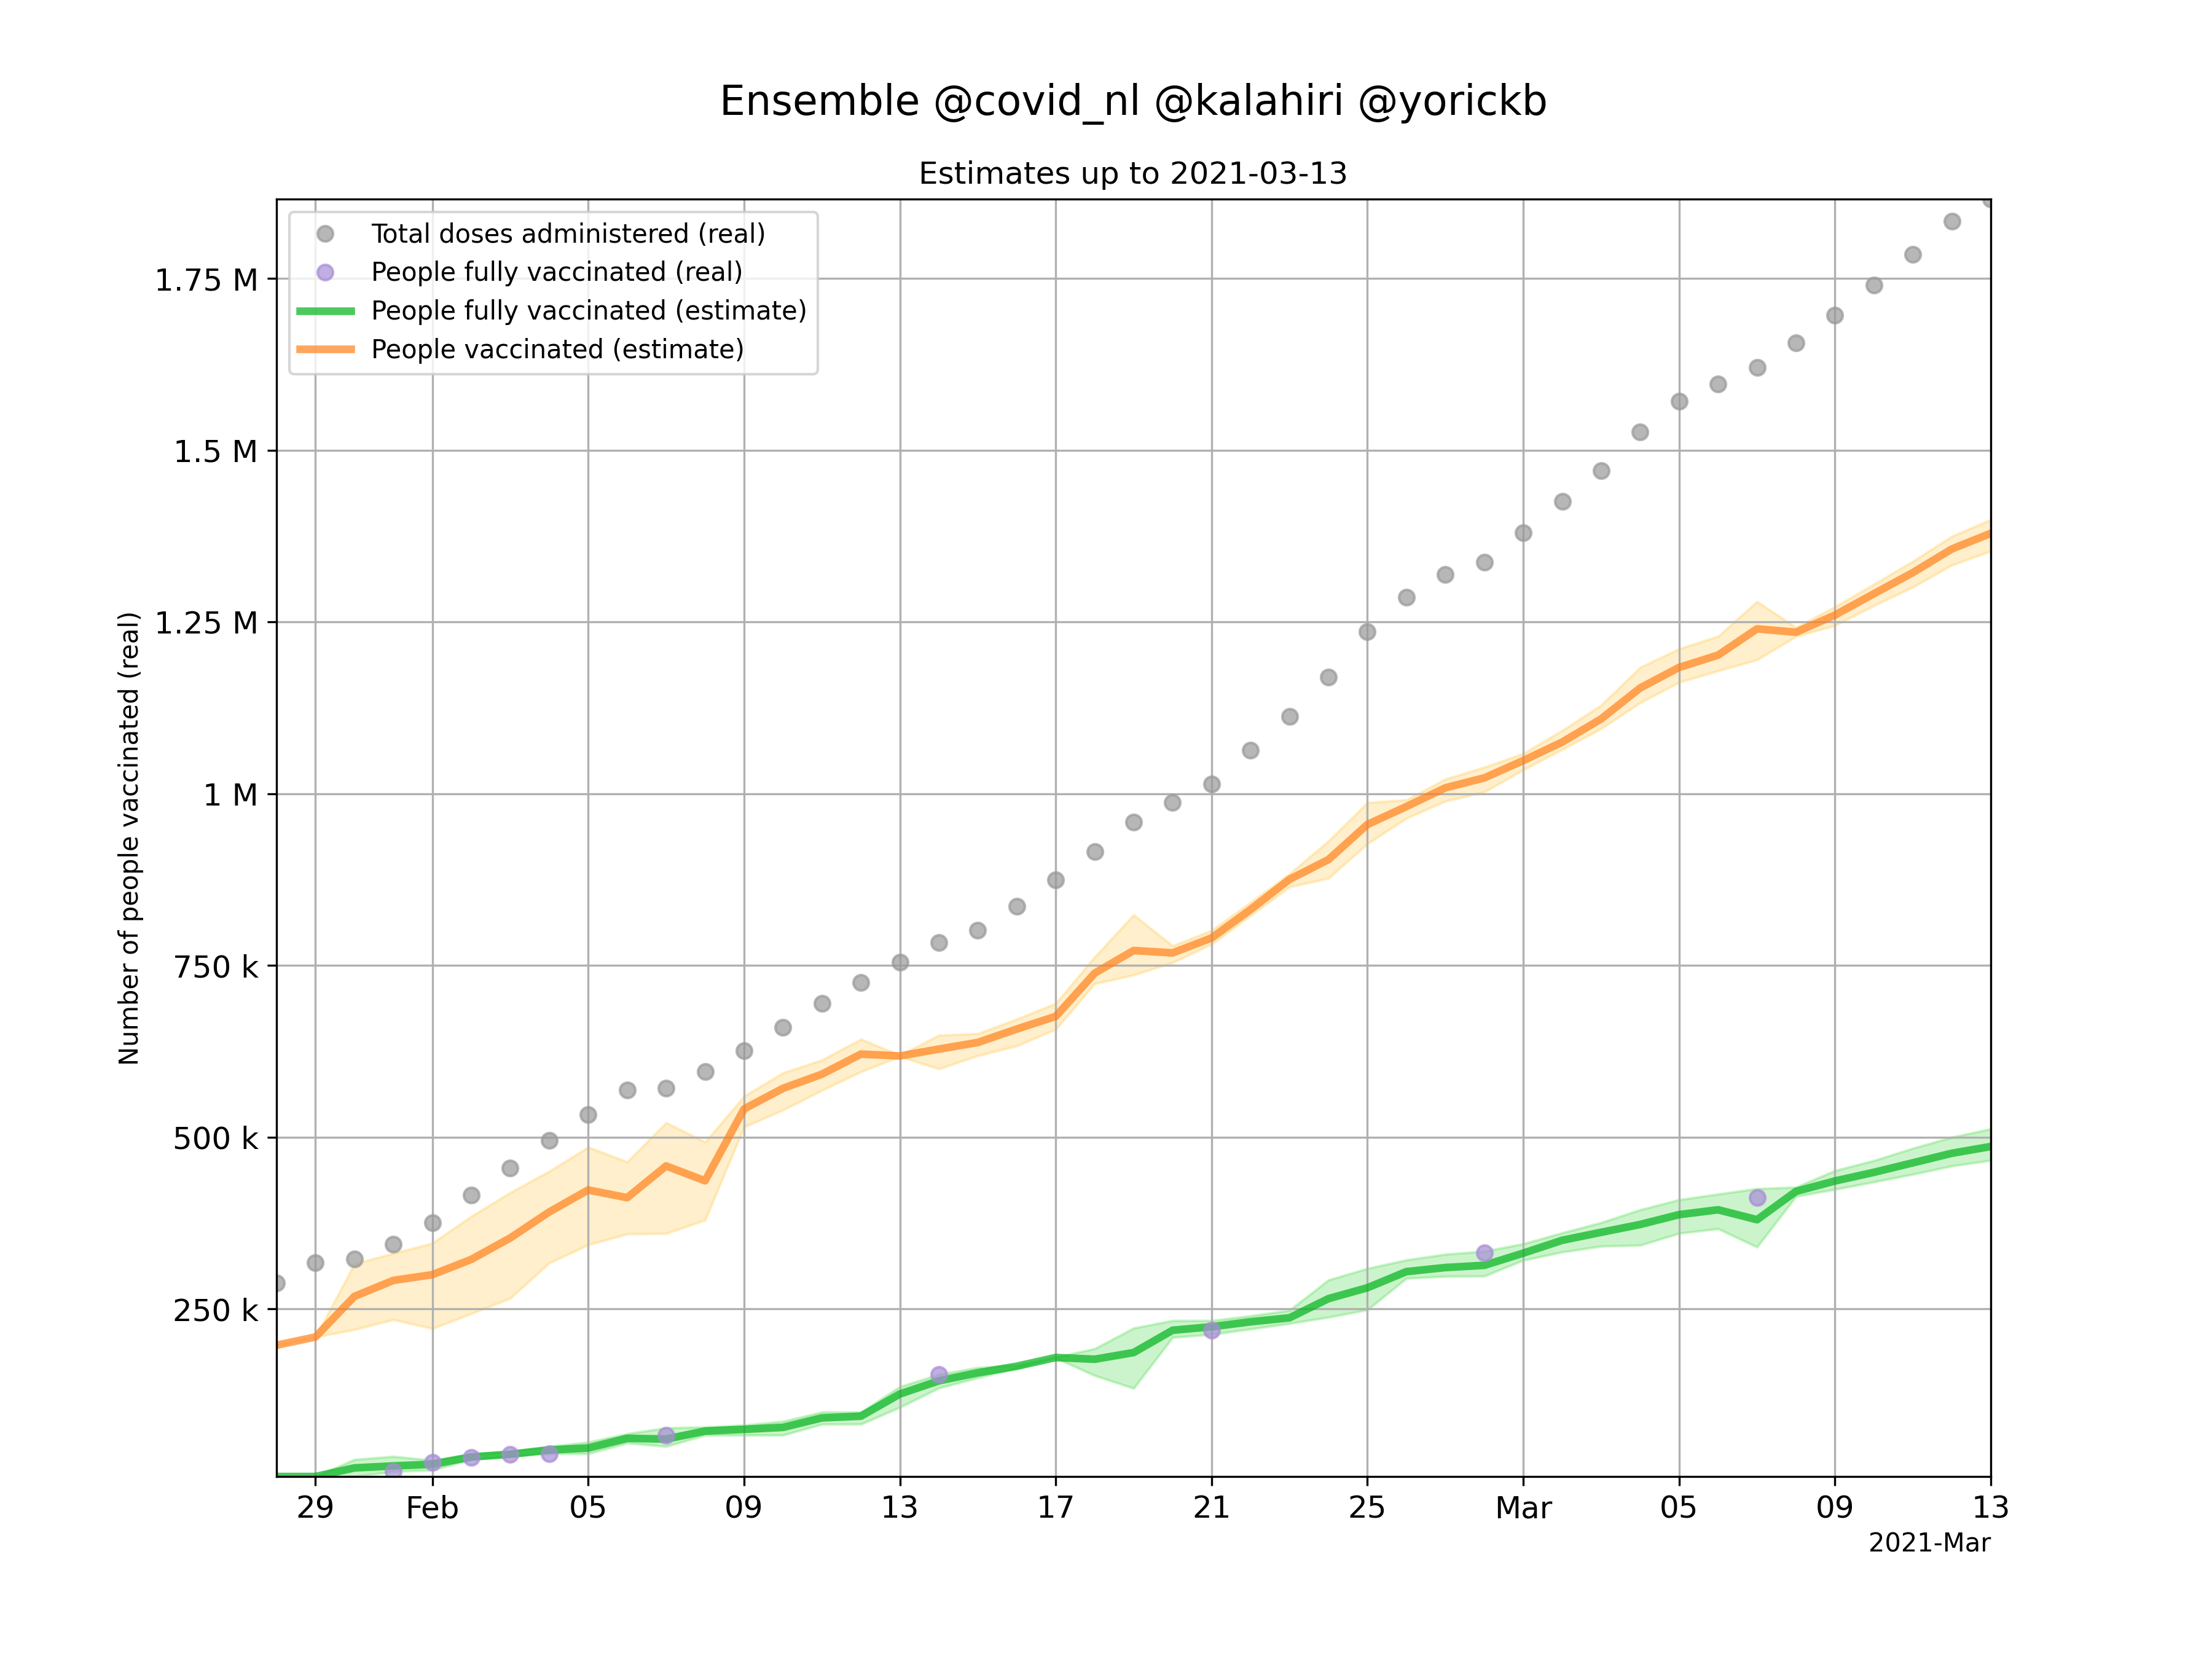 Ensemble @covid_nl @kalahiri @yorickb
Estimates up to 2021-03-13
Total doses administered (real)
People fully vaccinated (real)
People fully vaccinated (estimate)
People vaccinated (estimate)
Number of people vaccinated (real)
1.75 M
1.5 M
1.25 M
1 M
750 k
500 k
250 k
29 Feb 05 09 13 17 21 25 Mar 05 09 13
2021-Mar